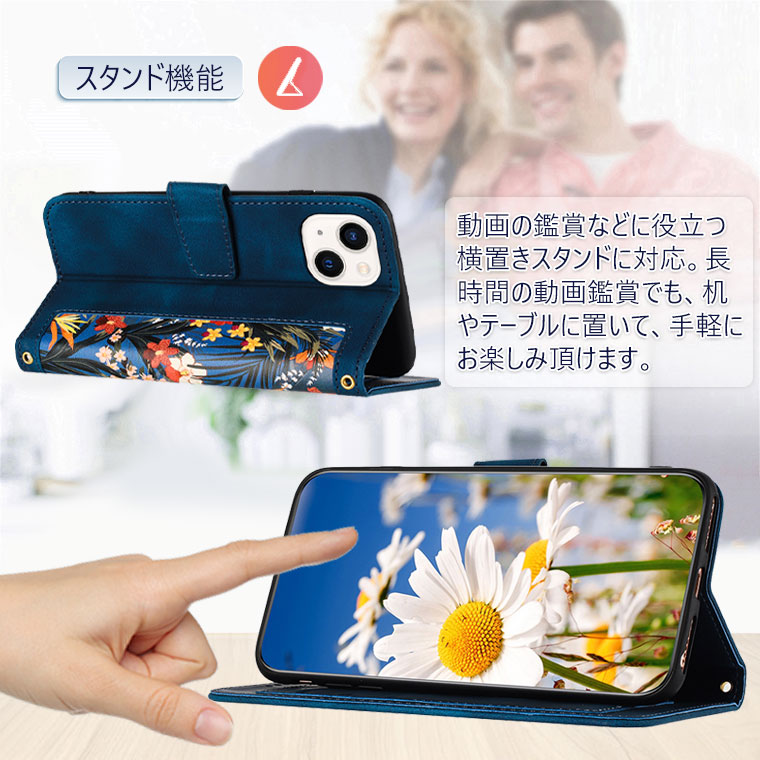 スタンド機能
動画の鑑賞などに役立つ
横置きスタンドに対応。長
時間の動画鑑賞でも、机
やテーブルに置いて、手軽に
お楽しみ頂けます。